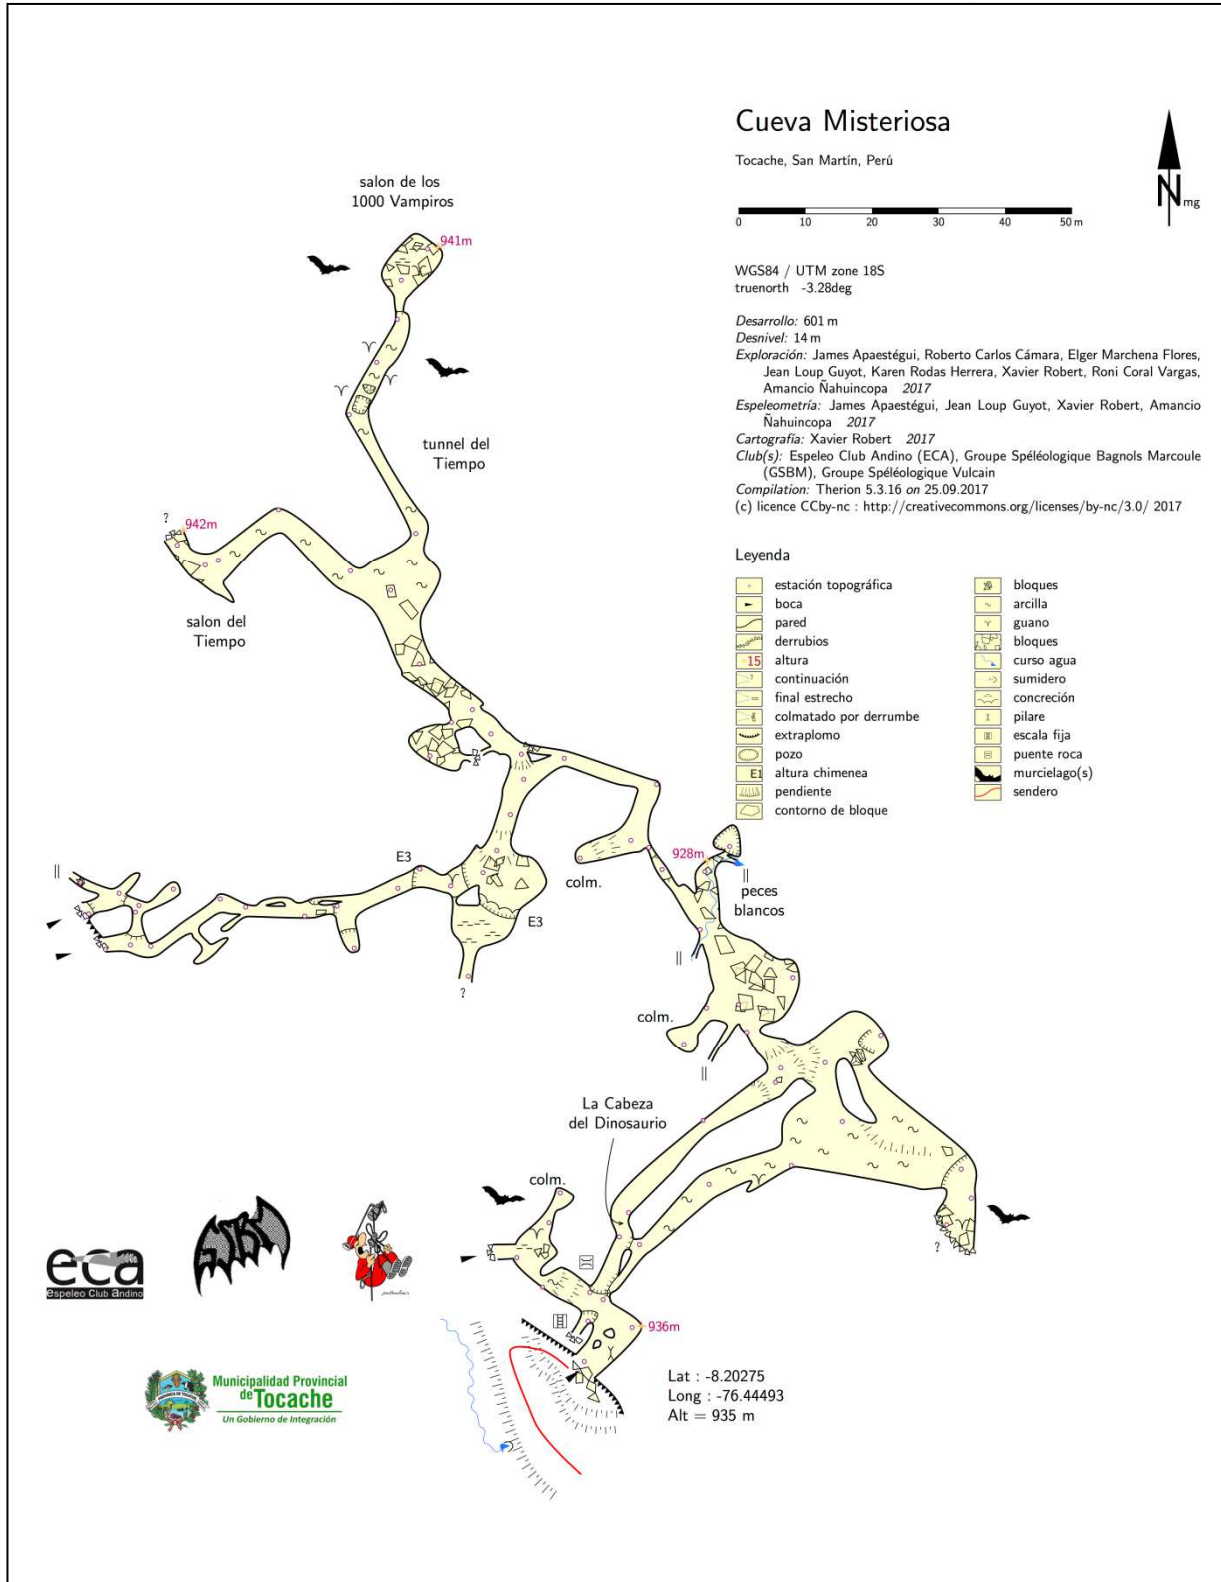 Cueva Misteriosa
Tocache, San Martín, Perú
N mg
0 10 20 30 40 50 m
WGS84 / UTM zone 18S
truenorth -3.28deg
Desarrollo: 601 m
Desnivel: 14 m
Exploración: James Apaestégui, Roberto Carlos Cámara, Elger Marchena Flores,
Jean Loup Guyot, Karen Rodas Herrera, Xavier Robert, Roni Coral Vargas,
Amancio Ñahuincopa 2017
Espeleometría: James Apaestégui, Jean Loup Guyot, Xavier Robert, Amancio
Ñahuincopa 2017
Cartografía: Xavier Robert 2017
Club(s): Espeleo Club Andino (ECA), Groupe Spéléologique Bagnols Marcoule
(GSBM), Groupe Spéléologique Vulcain
Compilation: Therion 5.3.16 on 25.09.2017
(c) licence CCby-nc : http://creativecommons.org/licenses/by-nc/3.0/ 2017
Leyenda
estación topográfica
boca
pared
derrubios
15 altura
continuación
final estrecho
colmatado por derrumbe
extraplomo
pozo
E1 altura chimenea
pendiente
contorno de bloque
bloques
arcilla
guano
bloques
curso agua
sumidero
concreción
pilare
escala fija
puente roca
murcielago(s)
sendero
salon de los
1000 Vampiros
941m
tunnel del
Tiempo
?
942m
salon del
Tiempo
E3
E3
?
colm.
928m
peces
blancos
colm.
La Cabeza
del Dinosaurio
colm.
?
936m
Lat : -8.20275
Long : -76.44493
Alt = 935 m
eca
espeleo club andino
GSBM
Municipalidad Provincial
de Tocache
Un Gobierno de Integración